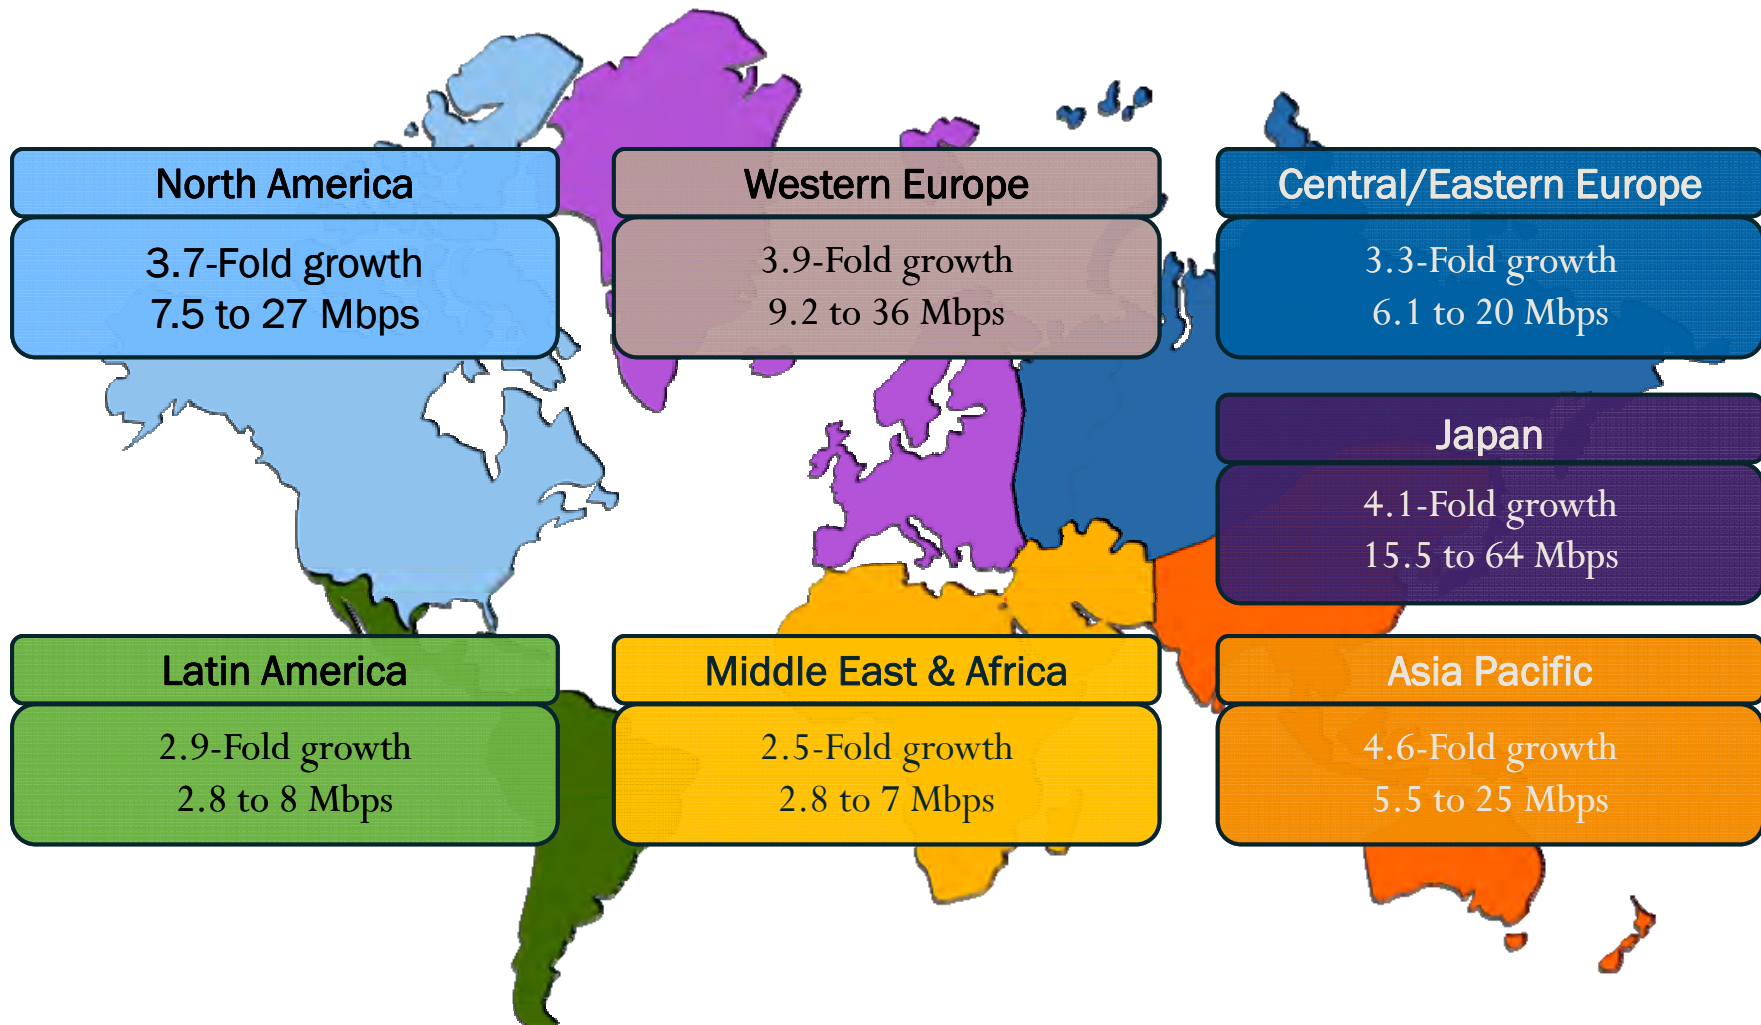 North America
3.7-Fold growth
7.5 to 27 Mbps
Western Europe
3.9-Fold growth
9.2 to 36 Mbps
Central/Eastern Europe
3.3-Fold growth
6.1 to 20 Mbps
Japan
4.1-Fold growth
15.5 to 64 Mbps
Latin America
2.9-Fold growth
2.8 to 8 Mbps
Middle East & Africa
2.5-Fold growth
2.8 to 7 Mbps
Asia Pacific
4.6-Fold growth
5.5 to 25 Mbps